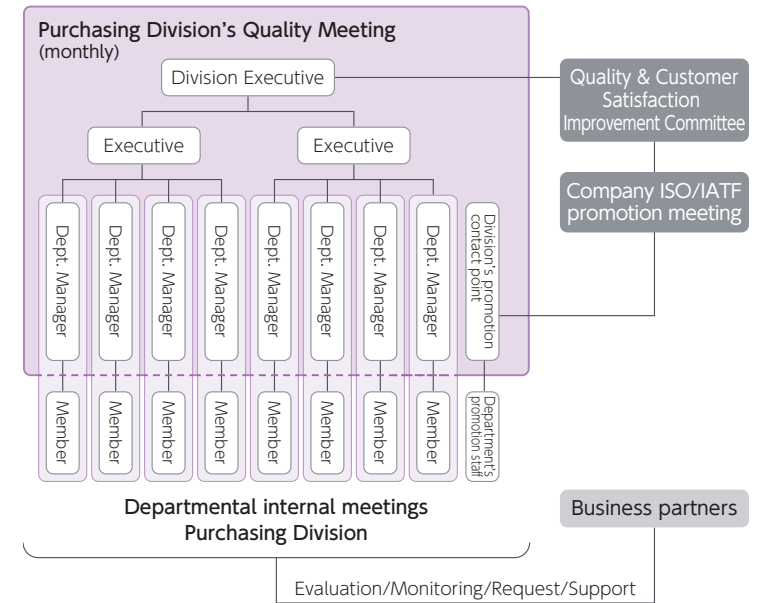 Purchasing Division's Quality Meeting
(monthly)
Division Executive
Quality & Customer
Satisfaction
Improvement Committee
Executive
Executive
Company ISO/IATF
promotion meeting
Dept. Manager
Dept. Manager
Dept. Manager
Dept. Manager
Dept. Manager
Dept. Manager
Dept. Manager
Dept. Manager
Division's promotion
contact point
Member
Member
Member
Member
Member
Member
Member
Member
Department's
promotion staff
Departmental internal meetings
Purchasing Division
Business partners
Evaluation/Monitoring/Request/Support